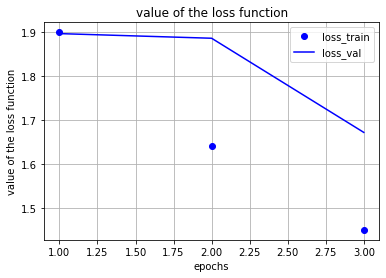 value of the loss function
1.9
1.8
1.7
1.6
1.5
value of the loss function
loss_train
loss_val
1.00 1.25 1.50 1.75 2.00 2.25 2.50 2.75 3.00
epochs